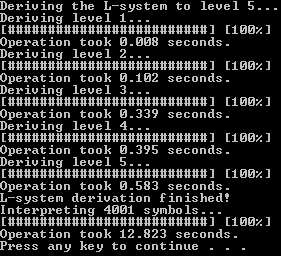 Deriving the L-system to level 5...
Deriving level 1...
[##########################] [100%]
Operation took 0.008 seconds.
Deriving level 2...
[##########################] [100%]
Operation took 0.102 seconds.
Deriving level 3...
[##########################] [100%]
Operation took 0.339 seconds.
Deriving level 4...
[##########################] [100%]
Operation took 0.395 seconds.
Deriving level 5...
[##########################] [100%]
Operation took 0.583 seconds.
L-system derivation finished!
Interpreting 4001 symbols...
[##########################] [100%]
Operation took 12.823 seconds.
Press any key to continue . . .